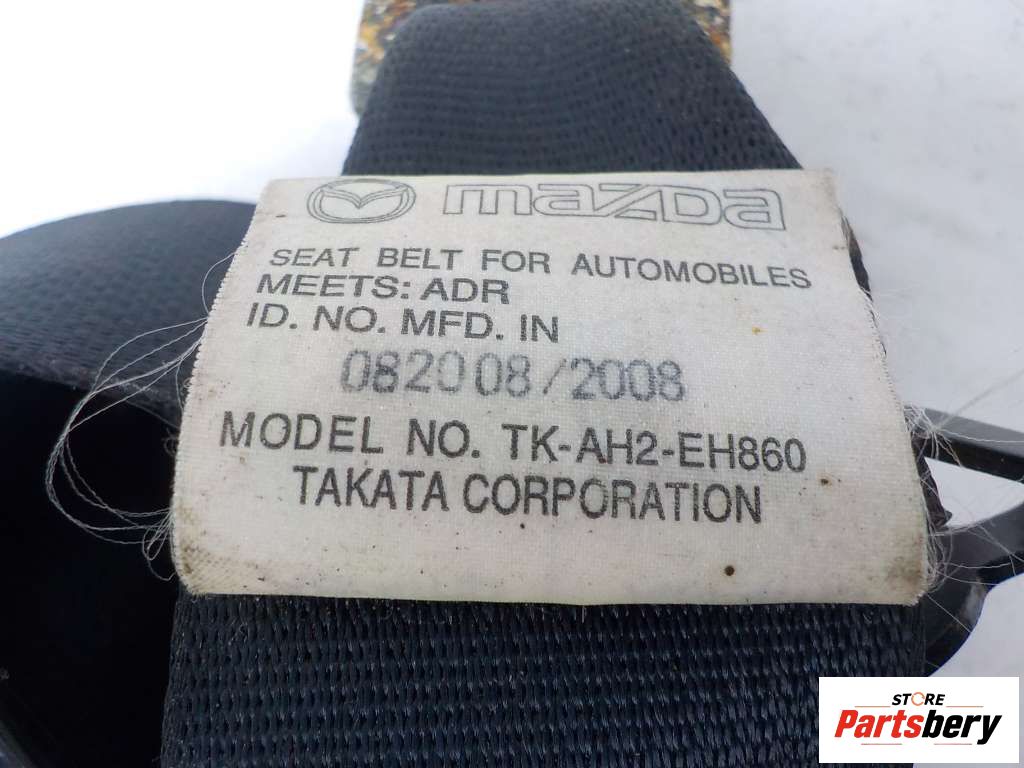 mazda
SEAT BELT FOR AUTOMOBILES
MEETS: ADR
ID. NO. MFD. IN
082008/2008
MODEL NO. TK-AH2-EH860
TAKATA CORPORATION
STORE
Partsbery